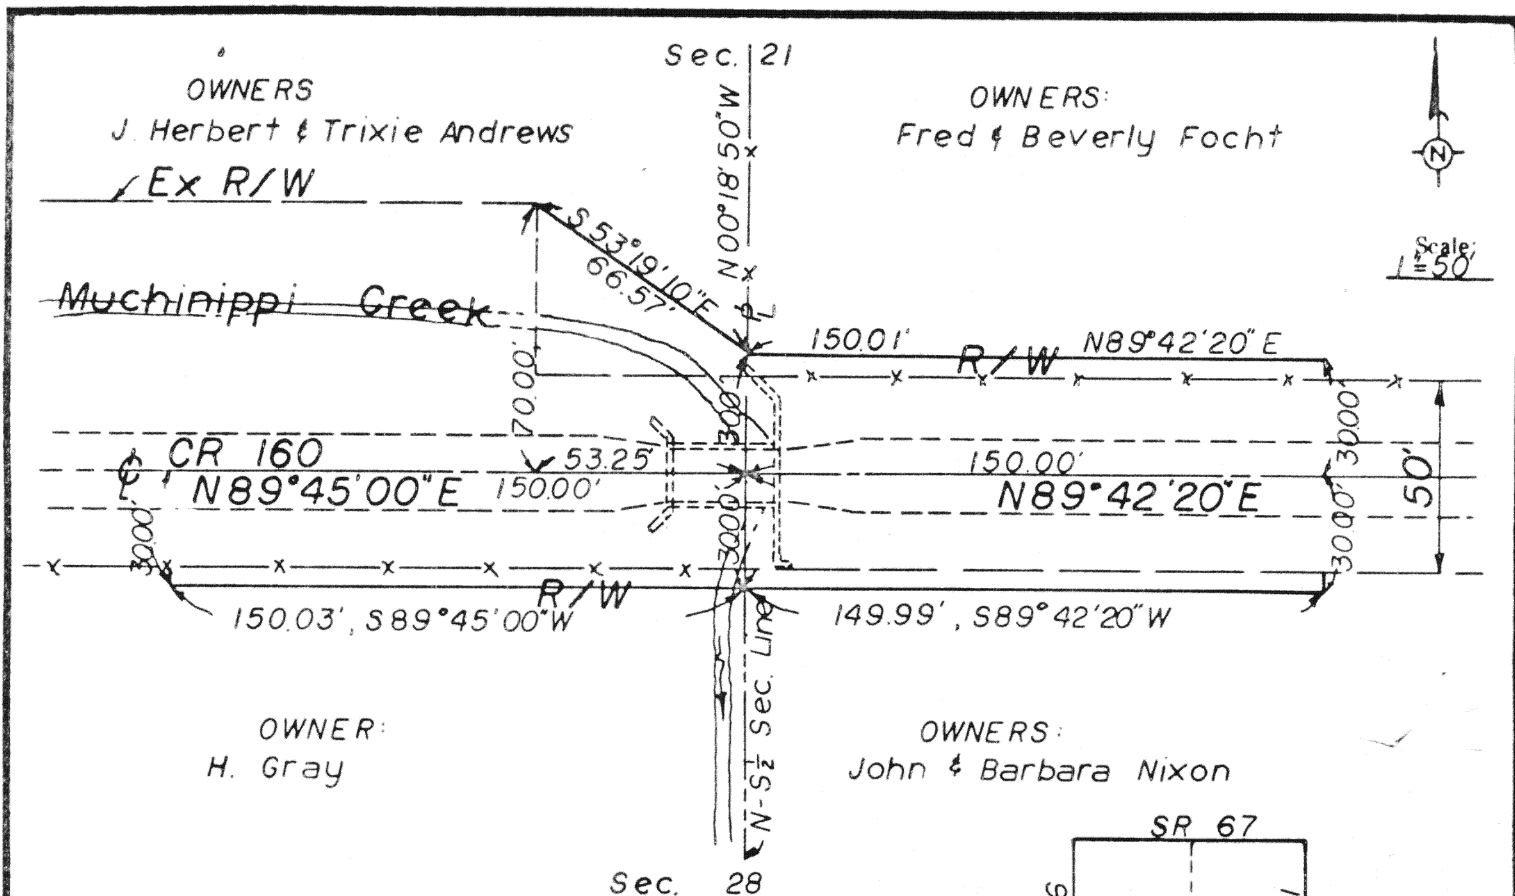 Sec. 21
OWNERS
J. Herbert & Trixie Andrews
OWNERS:
Fred & Beverly Focht
N
Ex R/W
S 53°19'10"E
66.57'
N00°18'50"W
PL
Scale:
1"=50'
Muchinippi Creek
150.01'
R/W
N89°42'20"E
70.00'
30.00'
50'
CR 160
℄
N89°45'00"E
53.25'
150.00'
150.00'
N89°42'20"E
30.00'
30.00'
30.00'
R/W
150.03', S89°45'00"W
149.99', S89°42'20"W
N-S½ Sec. Line
OWNER:
H. Gray
OWNERS:
John & Barbara Nixon
SR 67
Sec. 28